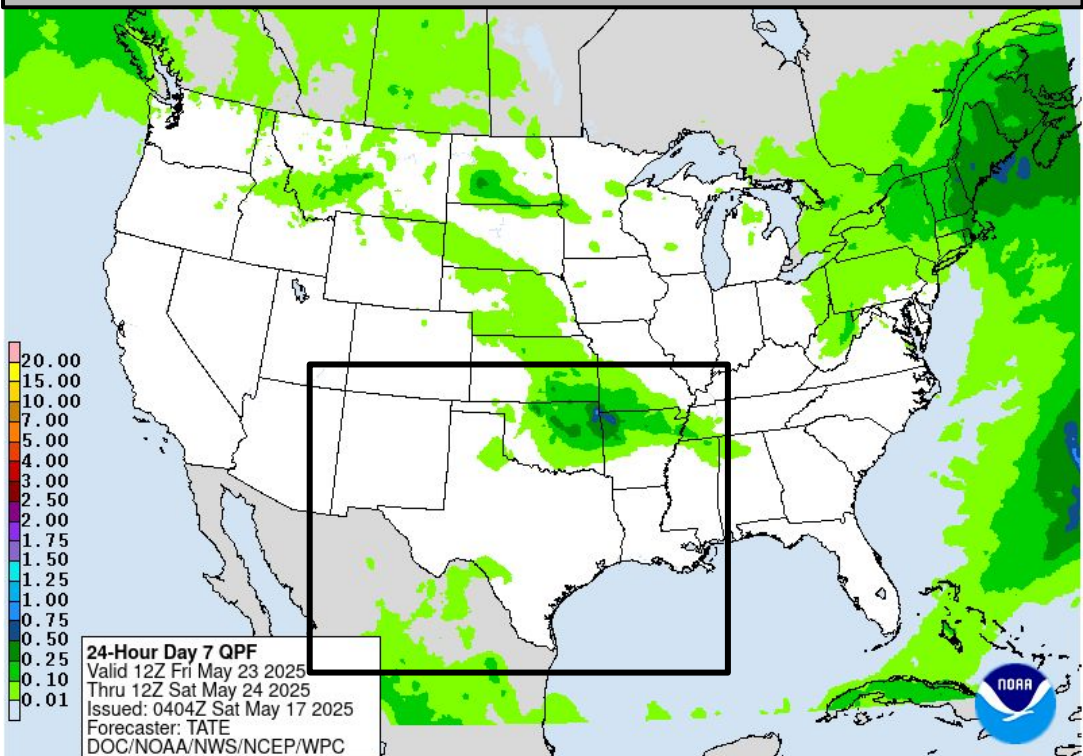 20.00
15.00
10.00
7.00
5.00
4.00
3.00
2.50
2.00
1.75
1.50
1.25
1.00
0.75
0.50
0.25
0.10
0.01
24-Hour Day 7 QPF
Valid 12Z Fri May 23 2025
Thru 12Z Sat May 24 2025
Issued: 0404Z Sat May 17 2025
Forecaster: TATE
DOC/NOAA/NWS/NCEP/WPC
NOAA